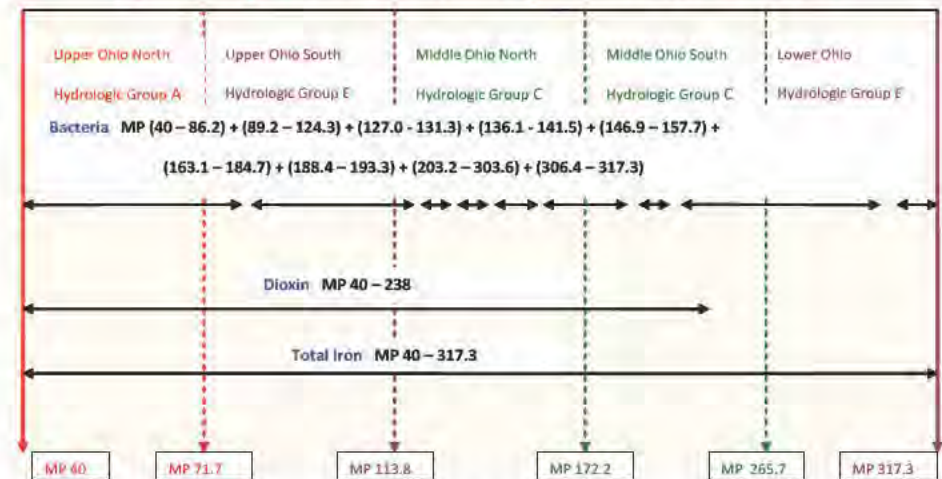 Upper Ohio North Upper Ohio South Middle Ohio North Middle Ohio South Lower Ohio
Hydrologic Group A Hydrologic Group E Hydrologic Group C Hydrologic Group C Hydrologic Group E
Bacteria MP (40 – 86.2) + (89.2 – 124.3) + (127.0 - 131.3) + (136.1 - 141.5) + (146.9 – 157.7) +
(163.1 – 184.7) + (188.4 – 193.3) + (203.2 – 303.6) + (306.4 – 317.3)
Dioxin MP 40 – 238
Total Iron MP 40 – 317.3
MP 60 MP 71.7 MP 113.8 MP 172.2 MP 265.7 MP 317.3